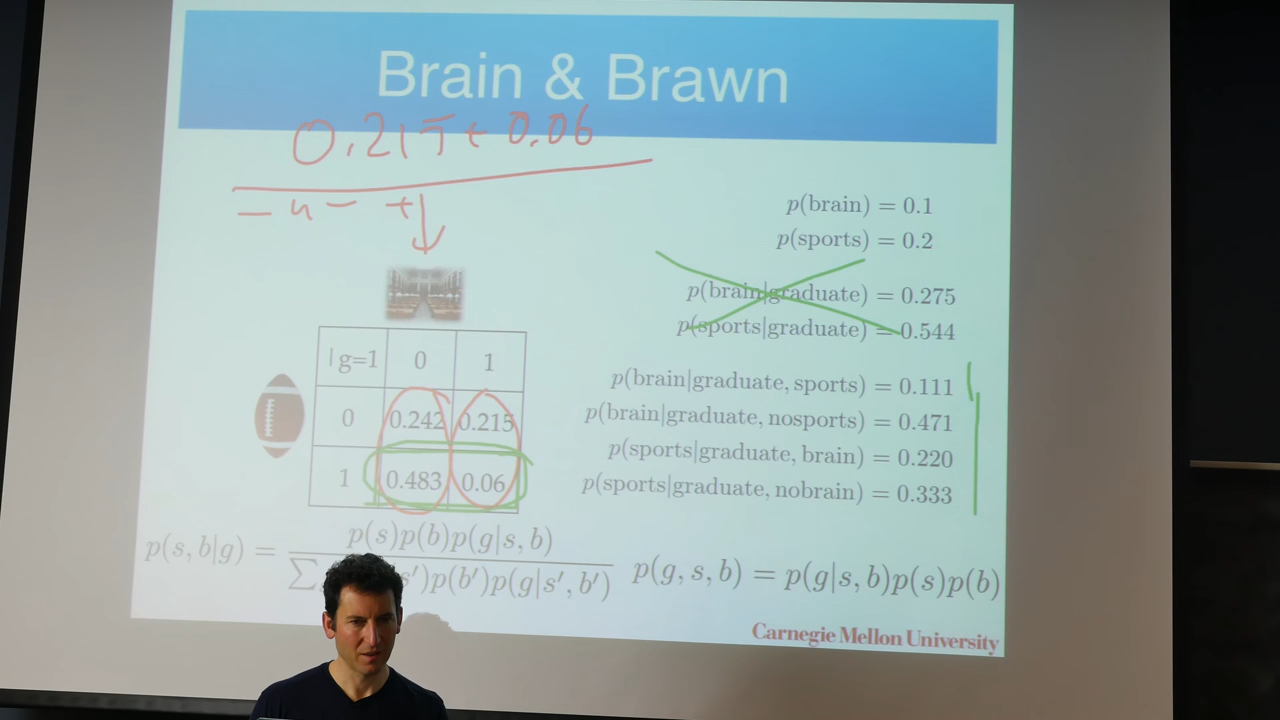 Brain & Brawn
0.215 + 0.06
p(brain) = 0.1
p(sports) = 0.2
p(brain|graduate) = 0.275
p(sports|graduate) = 0.544
|g=1 0 1
0 0.242 0.215
1 0.483 0.06
p(brain|graduate, sports) = 0.111
p(brain|graduate, nosports) = 0.471
p(sports|graduate, brain) = 0.220
p(sports|graduate, nobrain) = 0.333
p(s, b|g) =
p(s)p(b)p(g|s, b)
∑ s′)p(b′)p(g|s′, b′)
p(g, s, b) = p(g|s, b)p(s)p(b)
Carnegie Mellon University